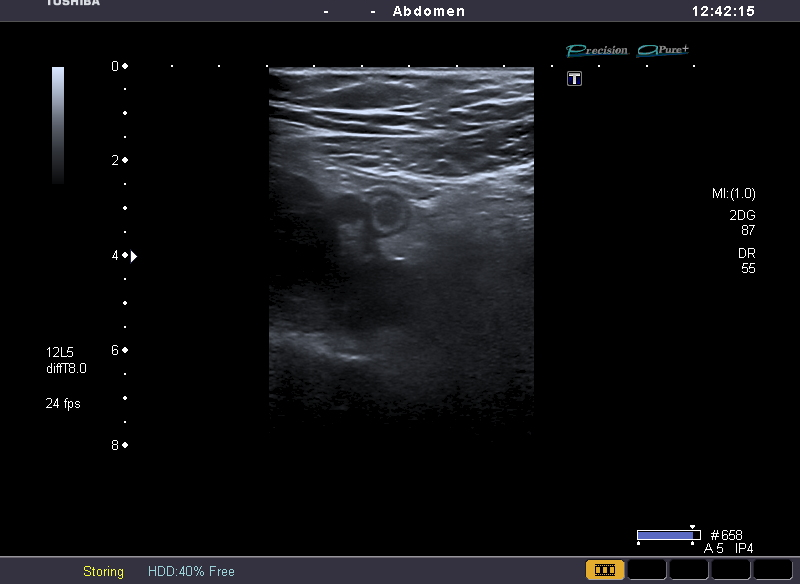 TOSHIBA
- - Abdomen 12:42:15
Precision APure+
T
0
2
4
6
8
MI:(1.0)
2DG
87
DR
55
12L5
diffT8.0
24 fps
#658
A 5 IP4
Storing HDD:40% Free